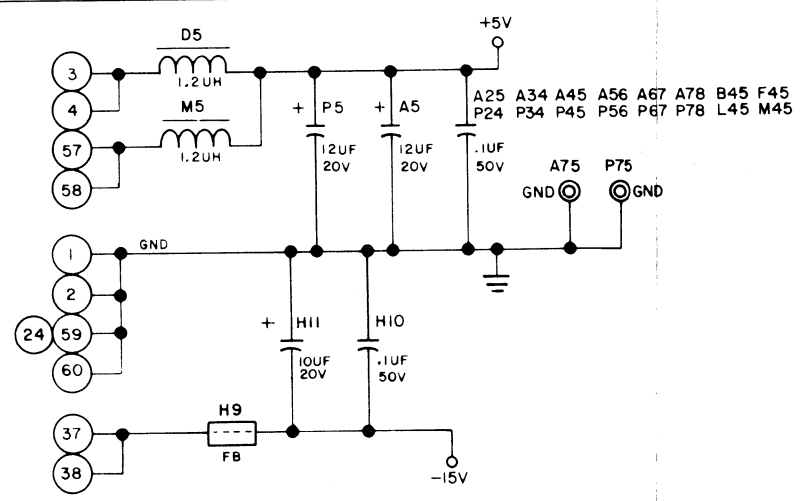 +5V
D5
3
1.2UH
4
M5
57
1.2UH
58
+ P5
12UF
20V
+ A5
12UF
20V
A25 A34 A45 A56 A67 A78 B45 F45
P24 P34 P45 P56 P67 P78 L45 M45
.1UF
50V
A75 P75
GND GND
1 GND
2
24 59
60
+ H11
10UF
20V
H10
.1UF
50V
37
H9
FB
38
-15V